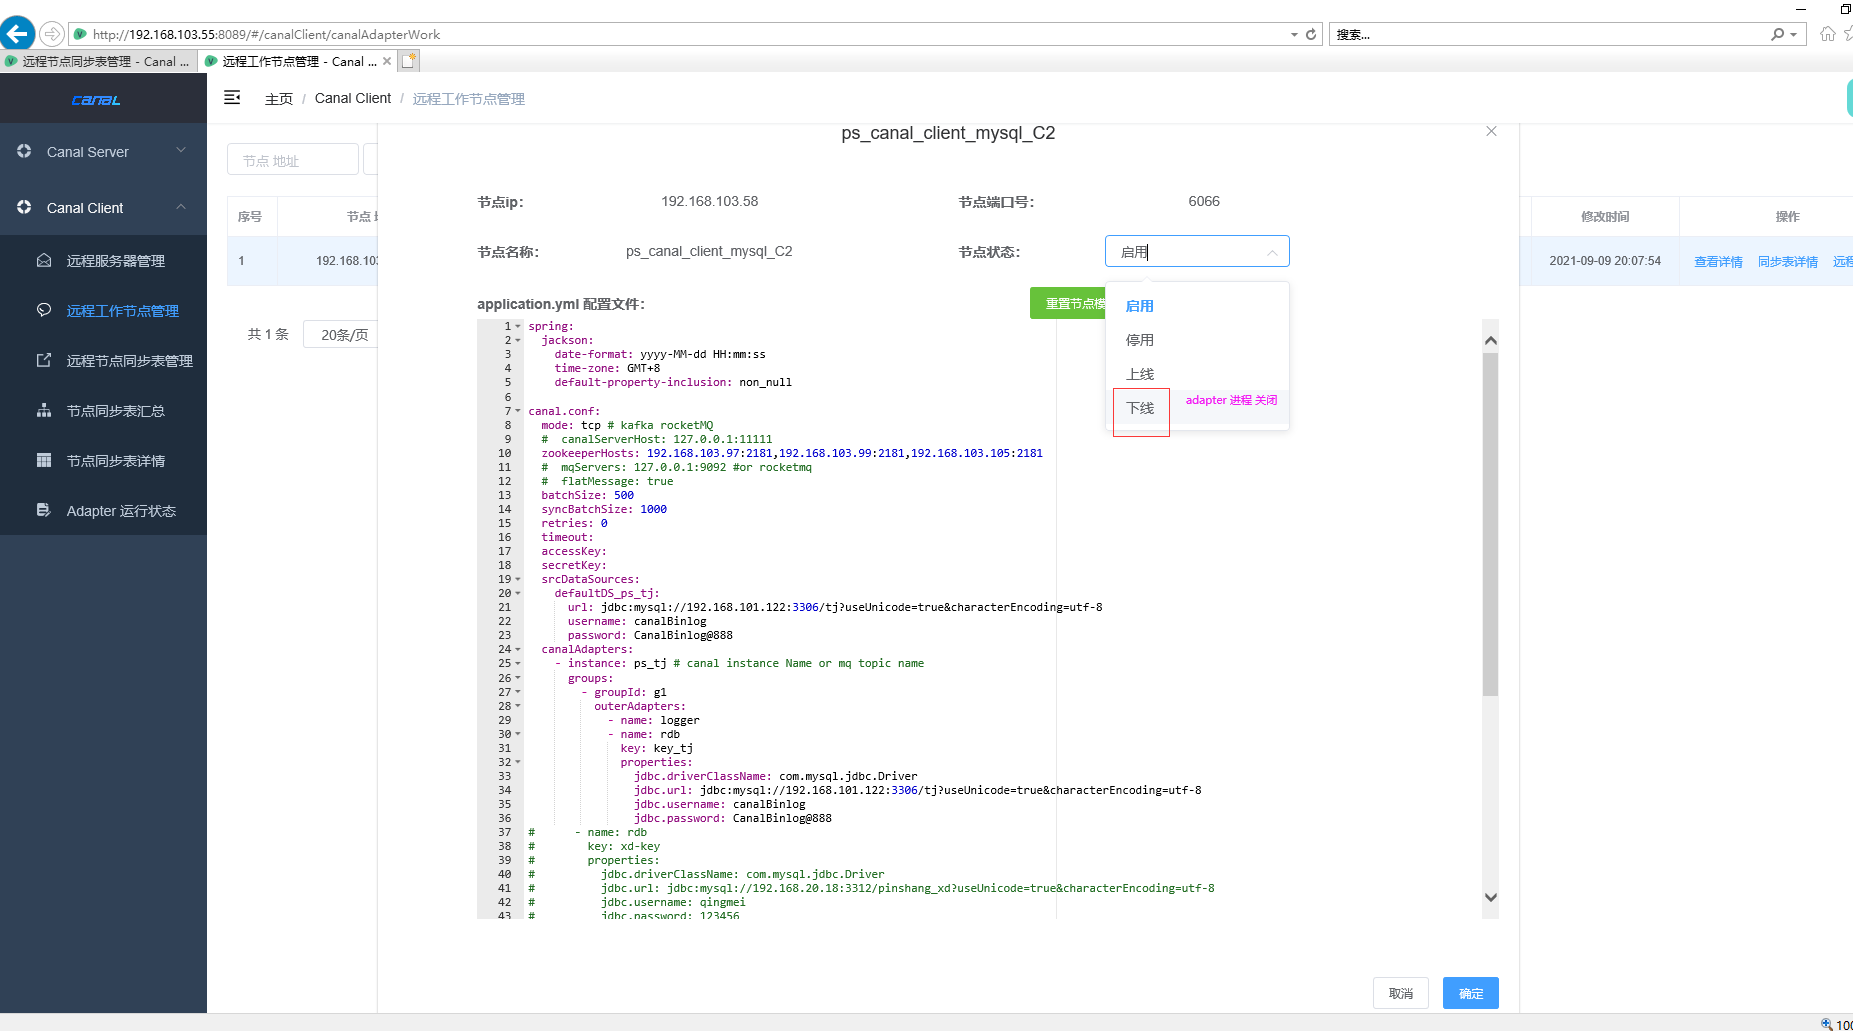 http://192.168.103.55:8089/#/canalClient/canalAdapterWork
搜索...
远程节点同步表管理 - Canal ...
远程工作节点管理 - Canal ...
canal
主页 / Canal Client / 远程工作节点管理
Canal Server
Canal Client
远程服务器管理
远程工作节点管理
远程节点同步表管理
节点同步表汇总
节点同步表详情
Adapter 运行状态
节点 地址
序号
节点
1
192.168.10
共 1 条
20条/页
ps_canal_client_mysql_C2
节点ip:
192.168.103.58
节点端口号:
6066
节点名称:
ps_canal_client_mysql_C2
节点状态:
启用
application.yml 配置文件:
重置节点模
启用
停用
上线
下线
adapter 进程 关闭
1 spring:
2 jackson:
3 date-format: yyyy-MM-dd HH:mm:ss
4 time-zone: GMT+8
5 default-property-inclusion: non_null
6
7 canal.conf:
8 mode: tcp # kafka rocketMQ
9 # canalServerHost: 127.0.0.1:11111
10 zookeeperHosts: 192.168.103.97:2181,192.168.103.99:2181,192.168.103.105:2181
11 # mqServers: 127.0.0.1:9092 #or rocketmq
12 # flatMessage: true
13 batchSize: 500
14 syncBatchSize: 1000
15 retries: 0
16 timeout:
17 accessKey:
18 secretKey:
19 srcDataSources:
20 defaultDS_ps_tj:
21 url: jdbc:mysql://192.168.101.122:3306/tj?useUnicode=true&characterEncoding=utf-8
22 username: canalBinlog
23 password: CanalBinlog@888
24 canalAdapters:
25 - instance: ps_tj # canal instance Name or mq topic name
26 groups:
27 - groupId: g1
28 outerAdapters:
29 - name: logger
30 - name: rdb
31 key: key_tj
32 properties:
33 jdbc.driverClassName: com.mysql.jdbc.Driver
34 jdbc.url: jdbc:mysql://192.168.101.122:3306/tj?useUnicode=true&characterEncoding=utf-8
35 jdbc.username: canalBinlog
36 jdbc.password: CanalBinlog@888
37 # - name: rdb
38 # key: xd-key
39 # properties:
40 # jdbc.driverClassName: com.mysql.jdbc.Driver
41 # jdbc.url: jdbc:mysql://192.168.20.18:3312/pinshang_xd?useUnicode=true&characterEncoding=utf-8
42 # jdbc.username: qingmei
43 # jdbc.password: 123456
修改时间
操作
2021-09-09 20:07:54
查看详情
同步表详情
远程
取消
确定
100